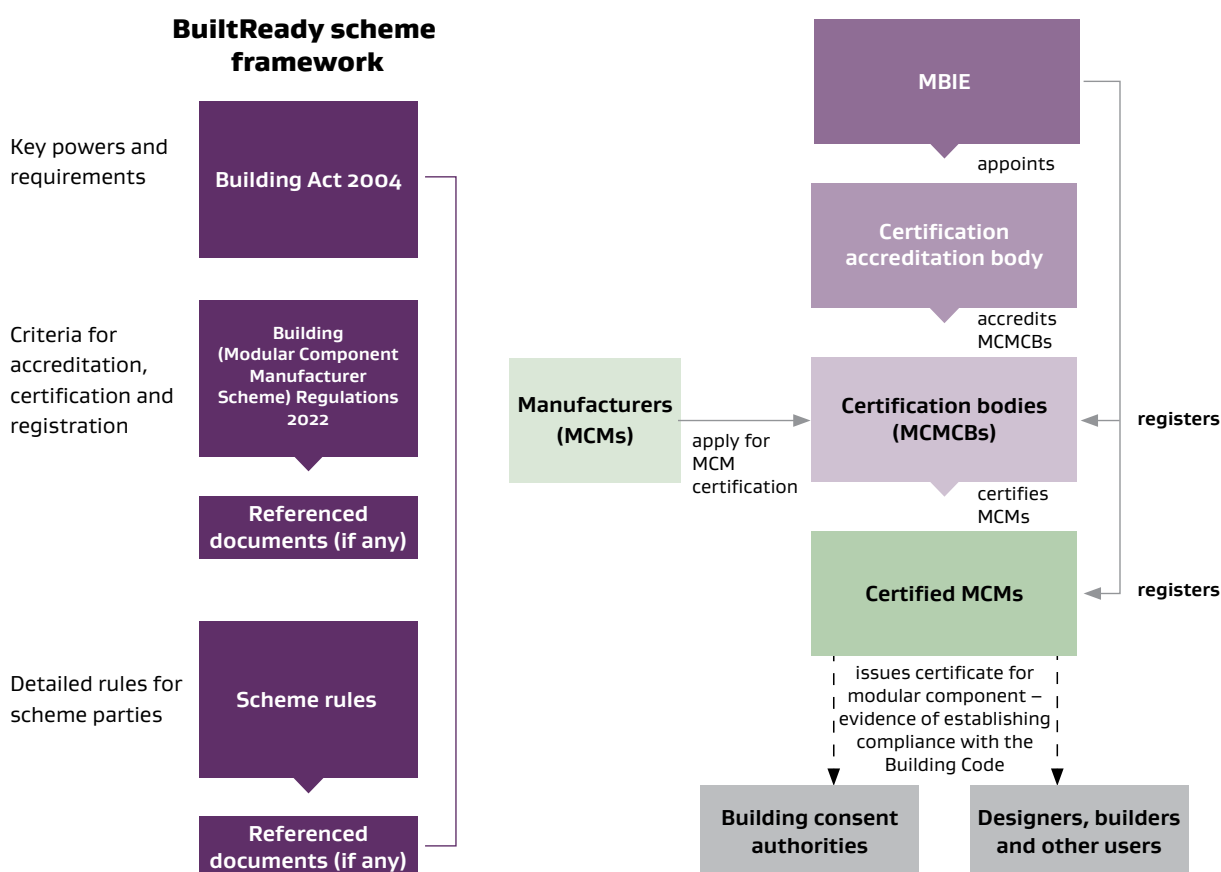 BuiltReady scheme
framework
Key powers and
requirements
Building Act 2004
Criteria for
accreditation,
certification and
registration
Building
(Modular Component
Manufacturer
Scheme) Regulations
2022
Referenced
documents (if any)
Detailed rules for
scheme parties
Scheme rules
Referenced
documents (if any)
MBIE
appoints
Certification
accreditation body
accredits
MCMCBs
Manufacturers
(MCMs)
apply for
MCM
certification
Certification bodies
(MCMCBs)
registers
certifies
MCMs
Certified MCMs
registers
issues certificate for
modular component –
evidence of establishing
compliance with the
Building Code
Building consent
authorities
Designers, builders
and other users